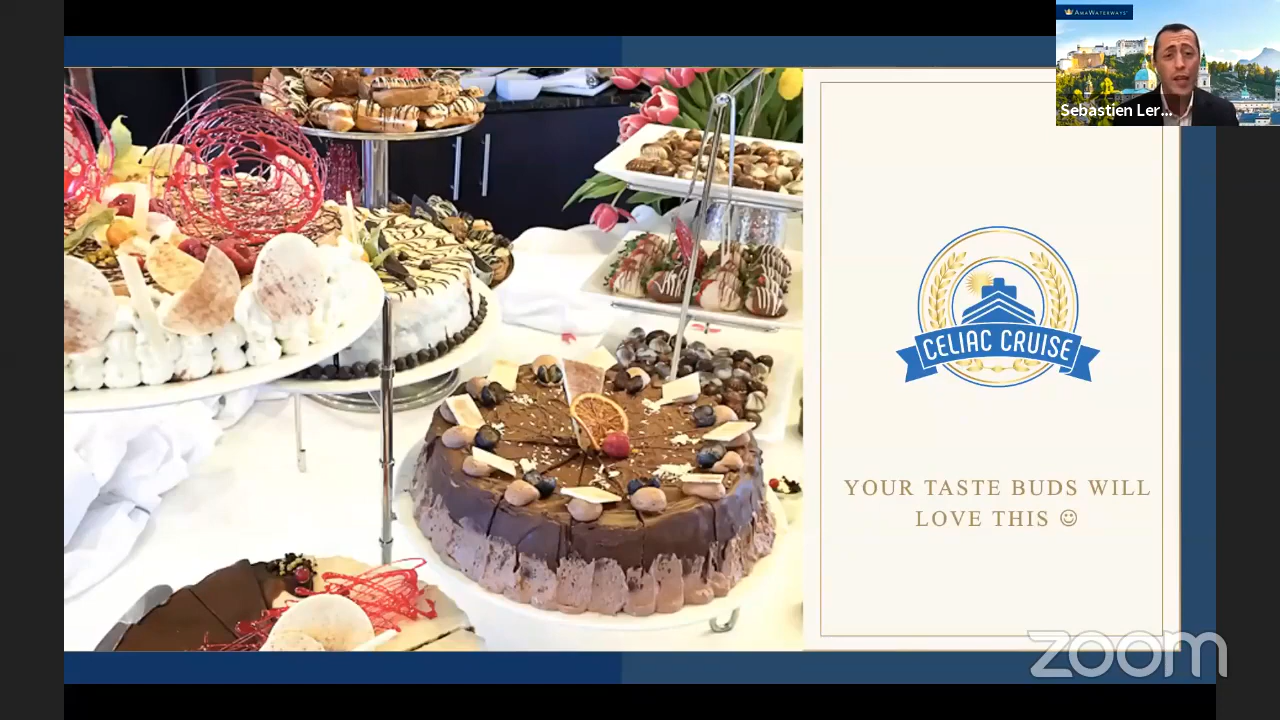 AMAWATERWAYS
Sebastien Ler...
CELIAC CRUISE
YOUR TASTE BUDS WILL
LOVE THIS ☺
zoom